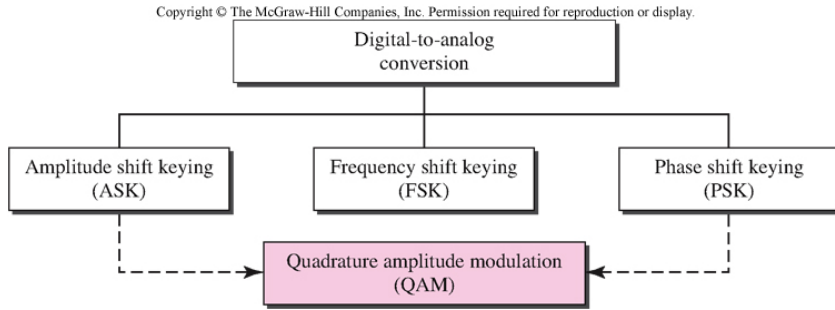 Copyright © The McGraw-Hill Companies, Inc. Permission required for reproduction or display.
Digital-to-analog
conversion
Amplitude shift keying
(ASK)
Frequency shift keying
(FSK)
Phase shift keying
(PSK)
Quadrature amplitude modulation
(QAM)